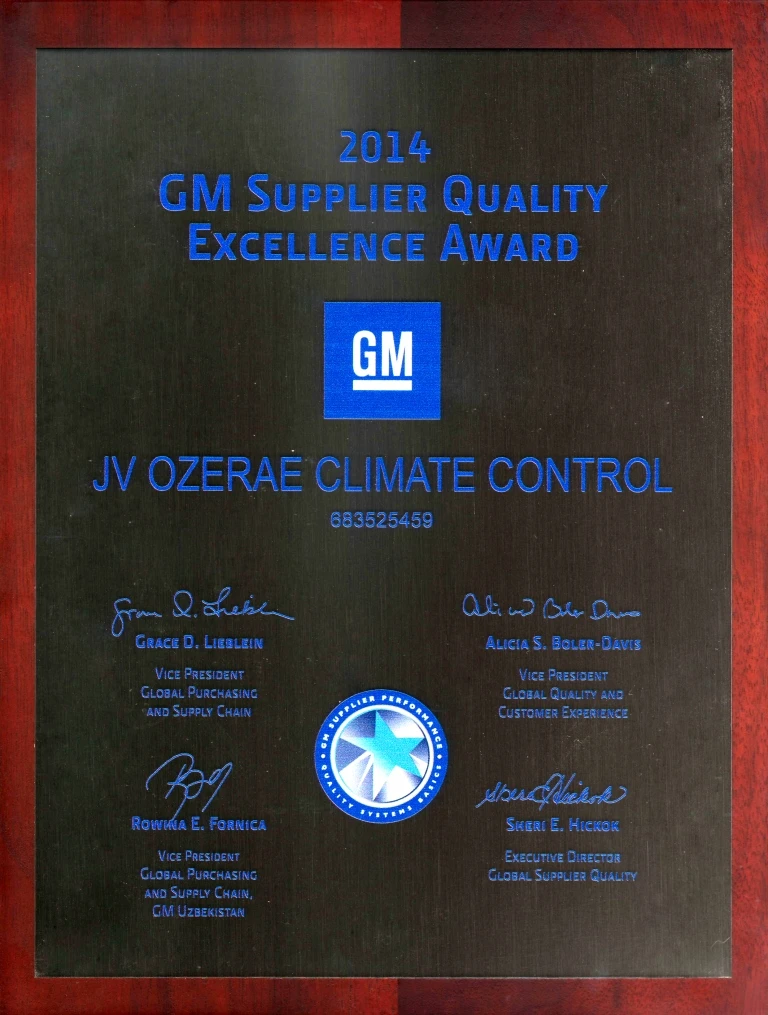 2014
GM Supplier Quality
Excellence Award
GM
JV OZERAE CLIMATE CONTROL
683525459
Grace D. Lieblein
Vice President
Global Purchasing
and Supply Chain
Alicia S. Boler-Davis
Vice President
Global Quality and
Customer Experience
GM SUPPLIER PERFORMANCE
QUALITY SYSTEMS BASICS
Rowina E. Fornica
Vice President
Global Purchasing
and Supply Chain,
GM Uzbekistan
Sheri E. Hickok
Executive Director
Global Supplier Quality